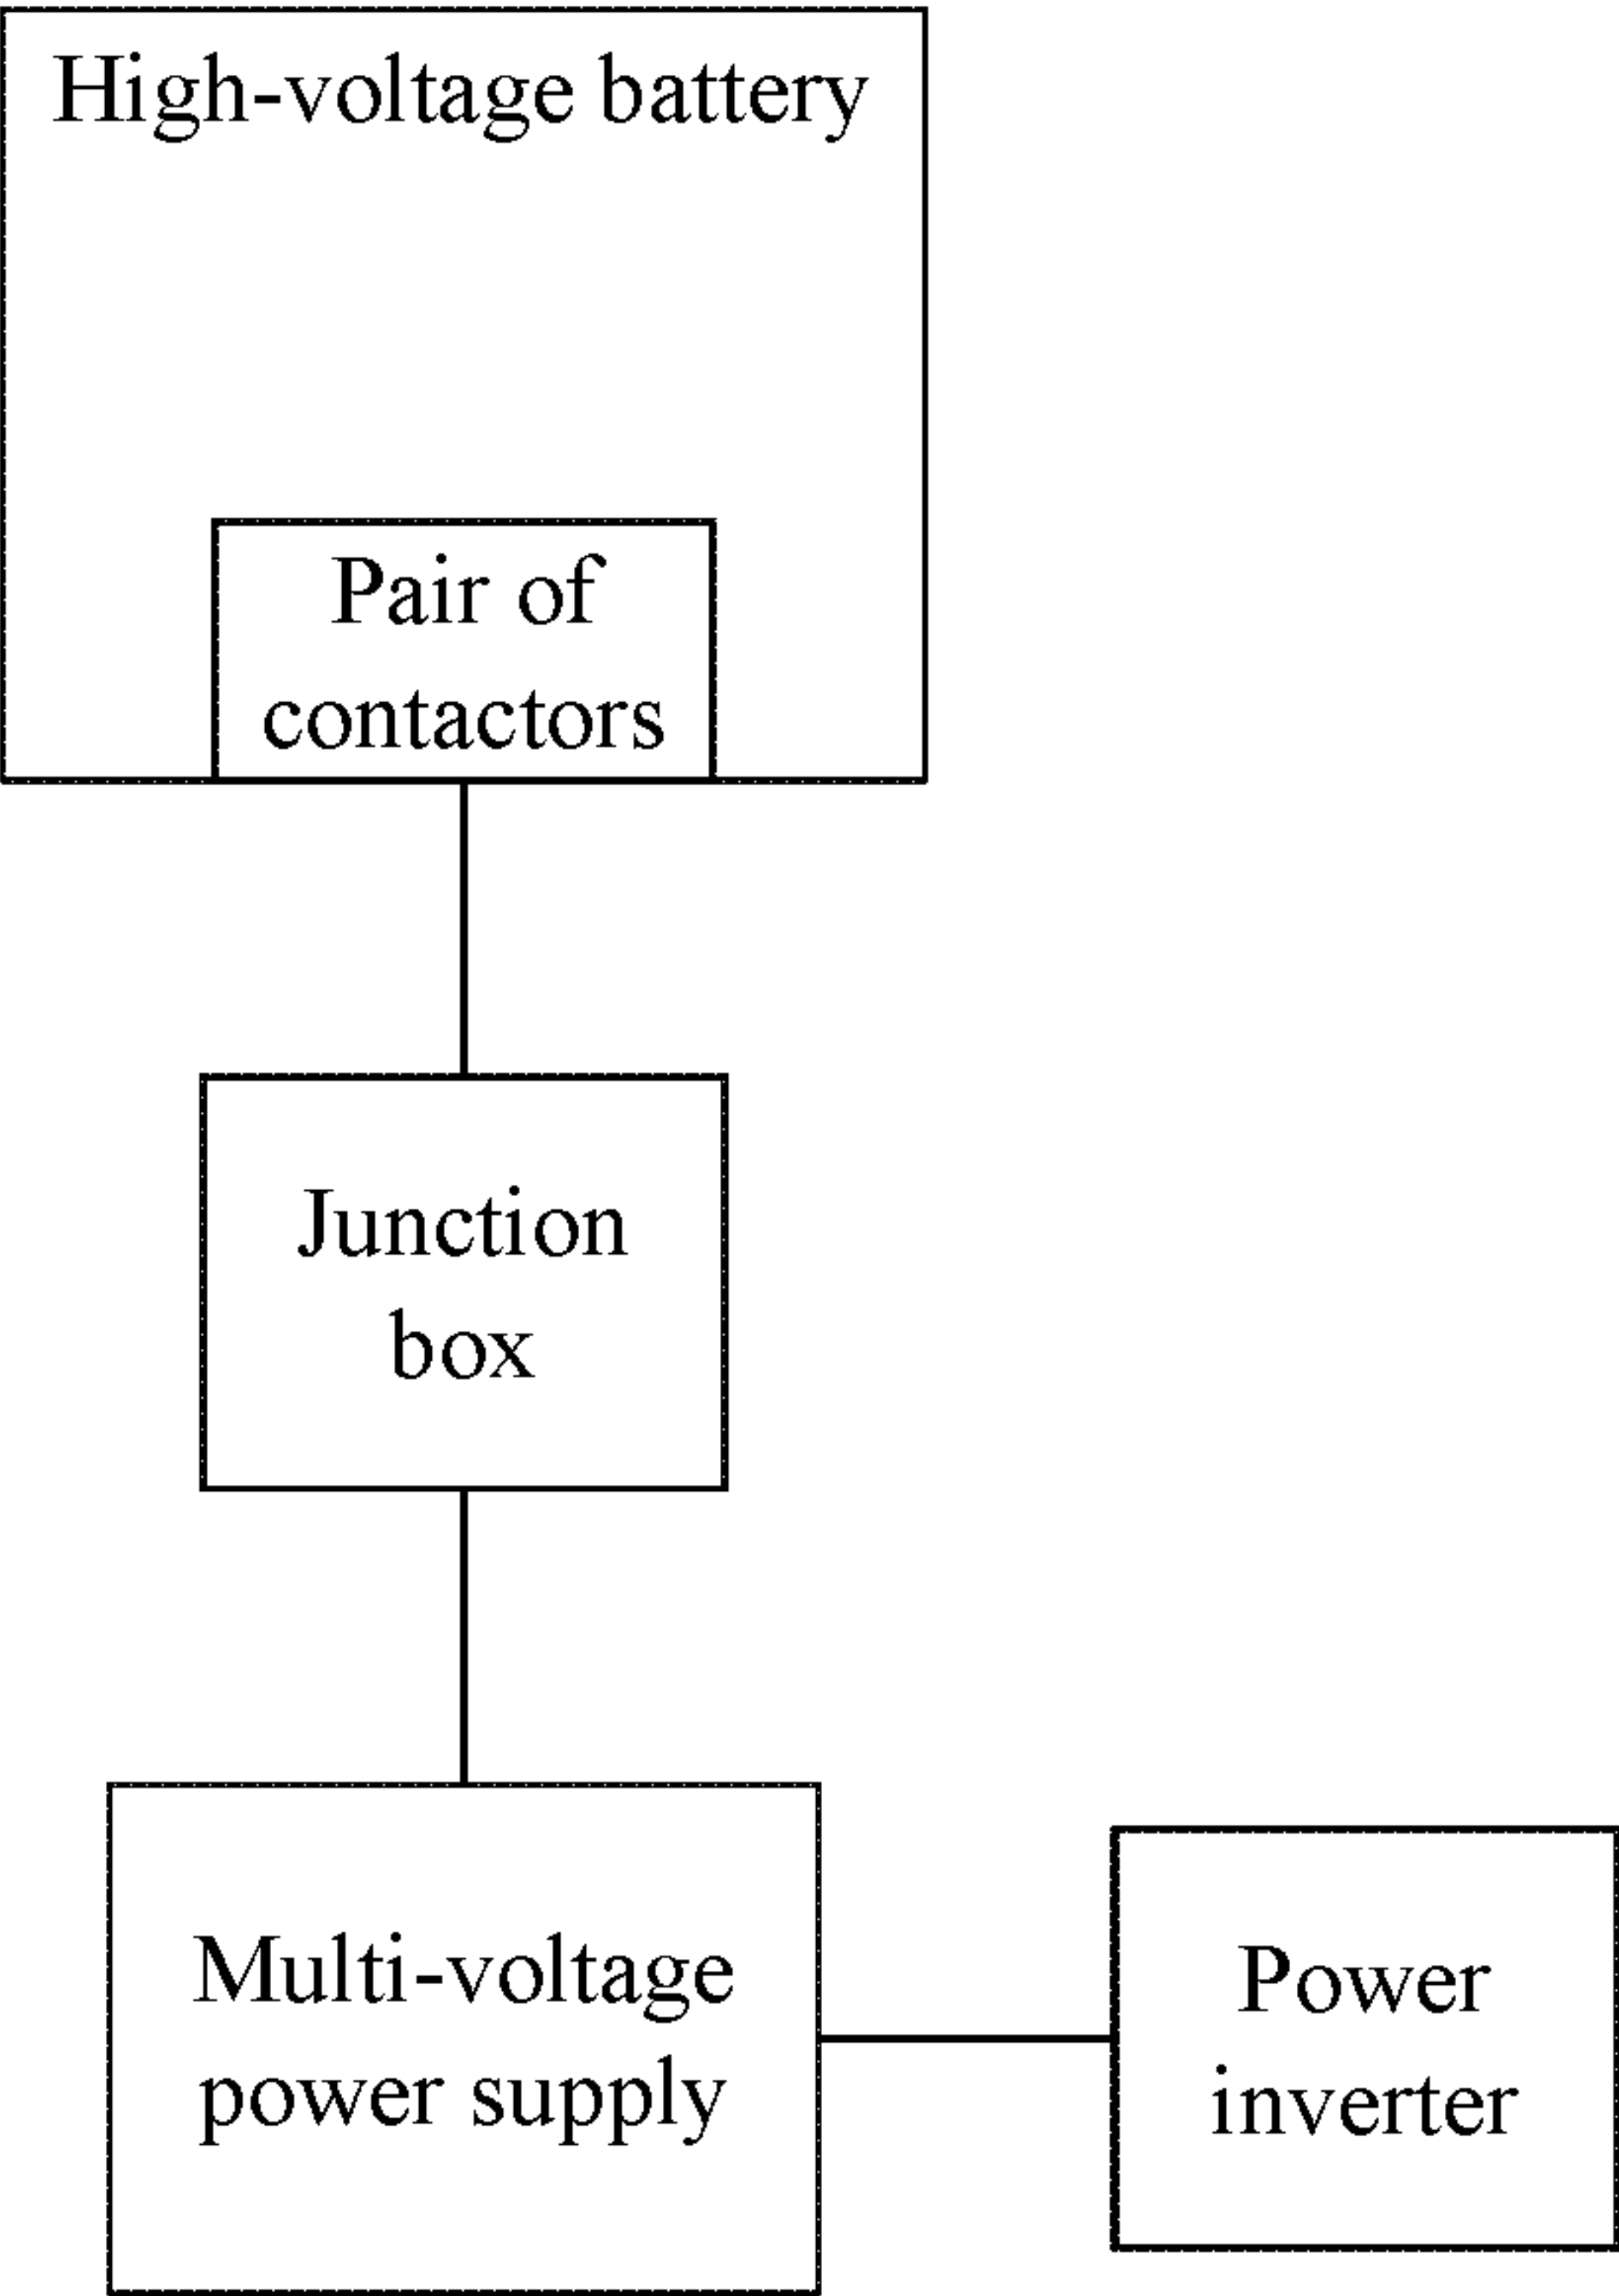 High-voltage battery
Pair of
contactors
Junction
box
Multi-voltage
power supply
Power
inverter